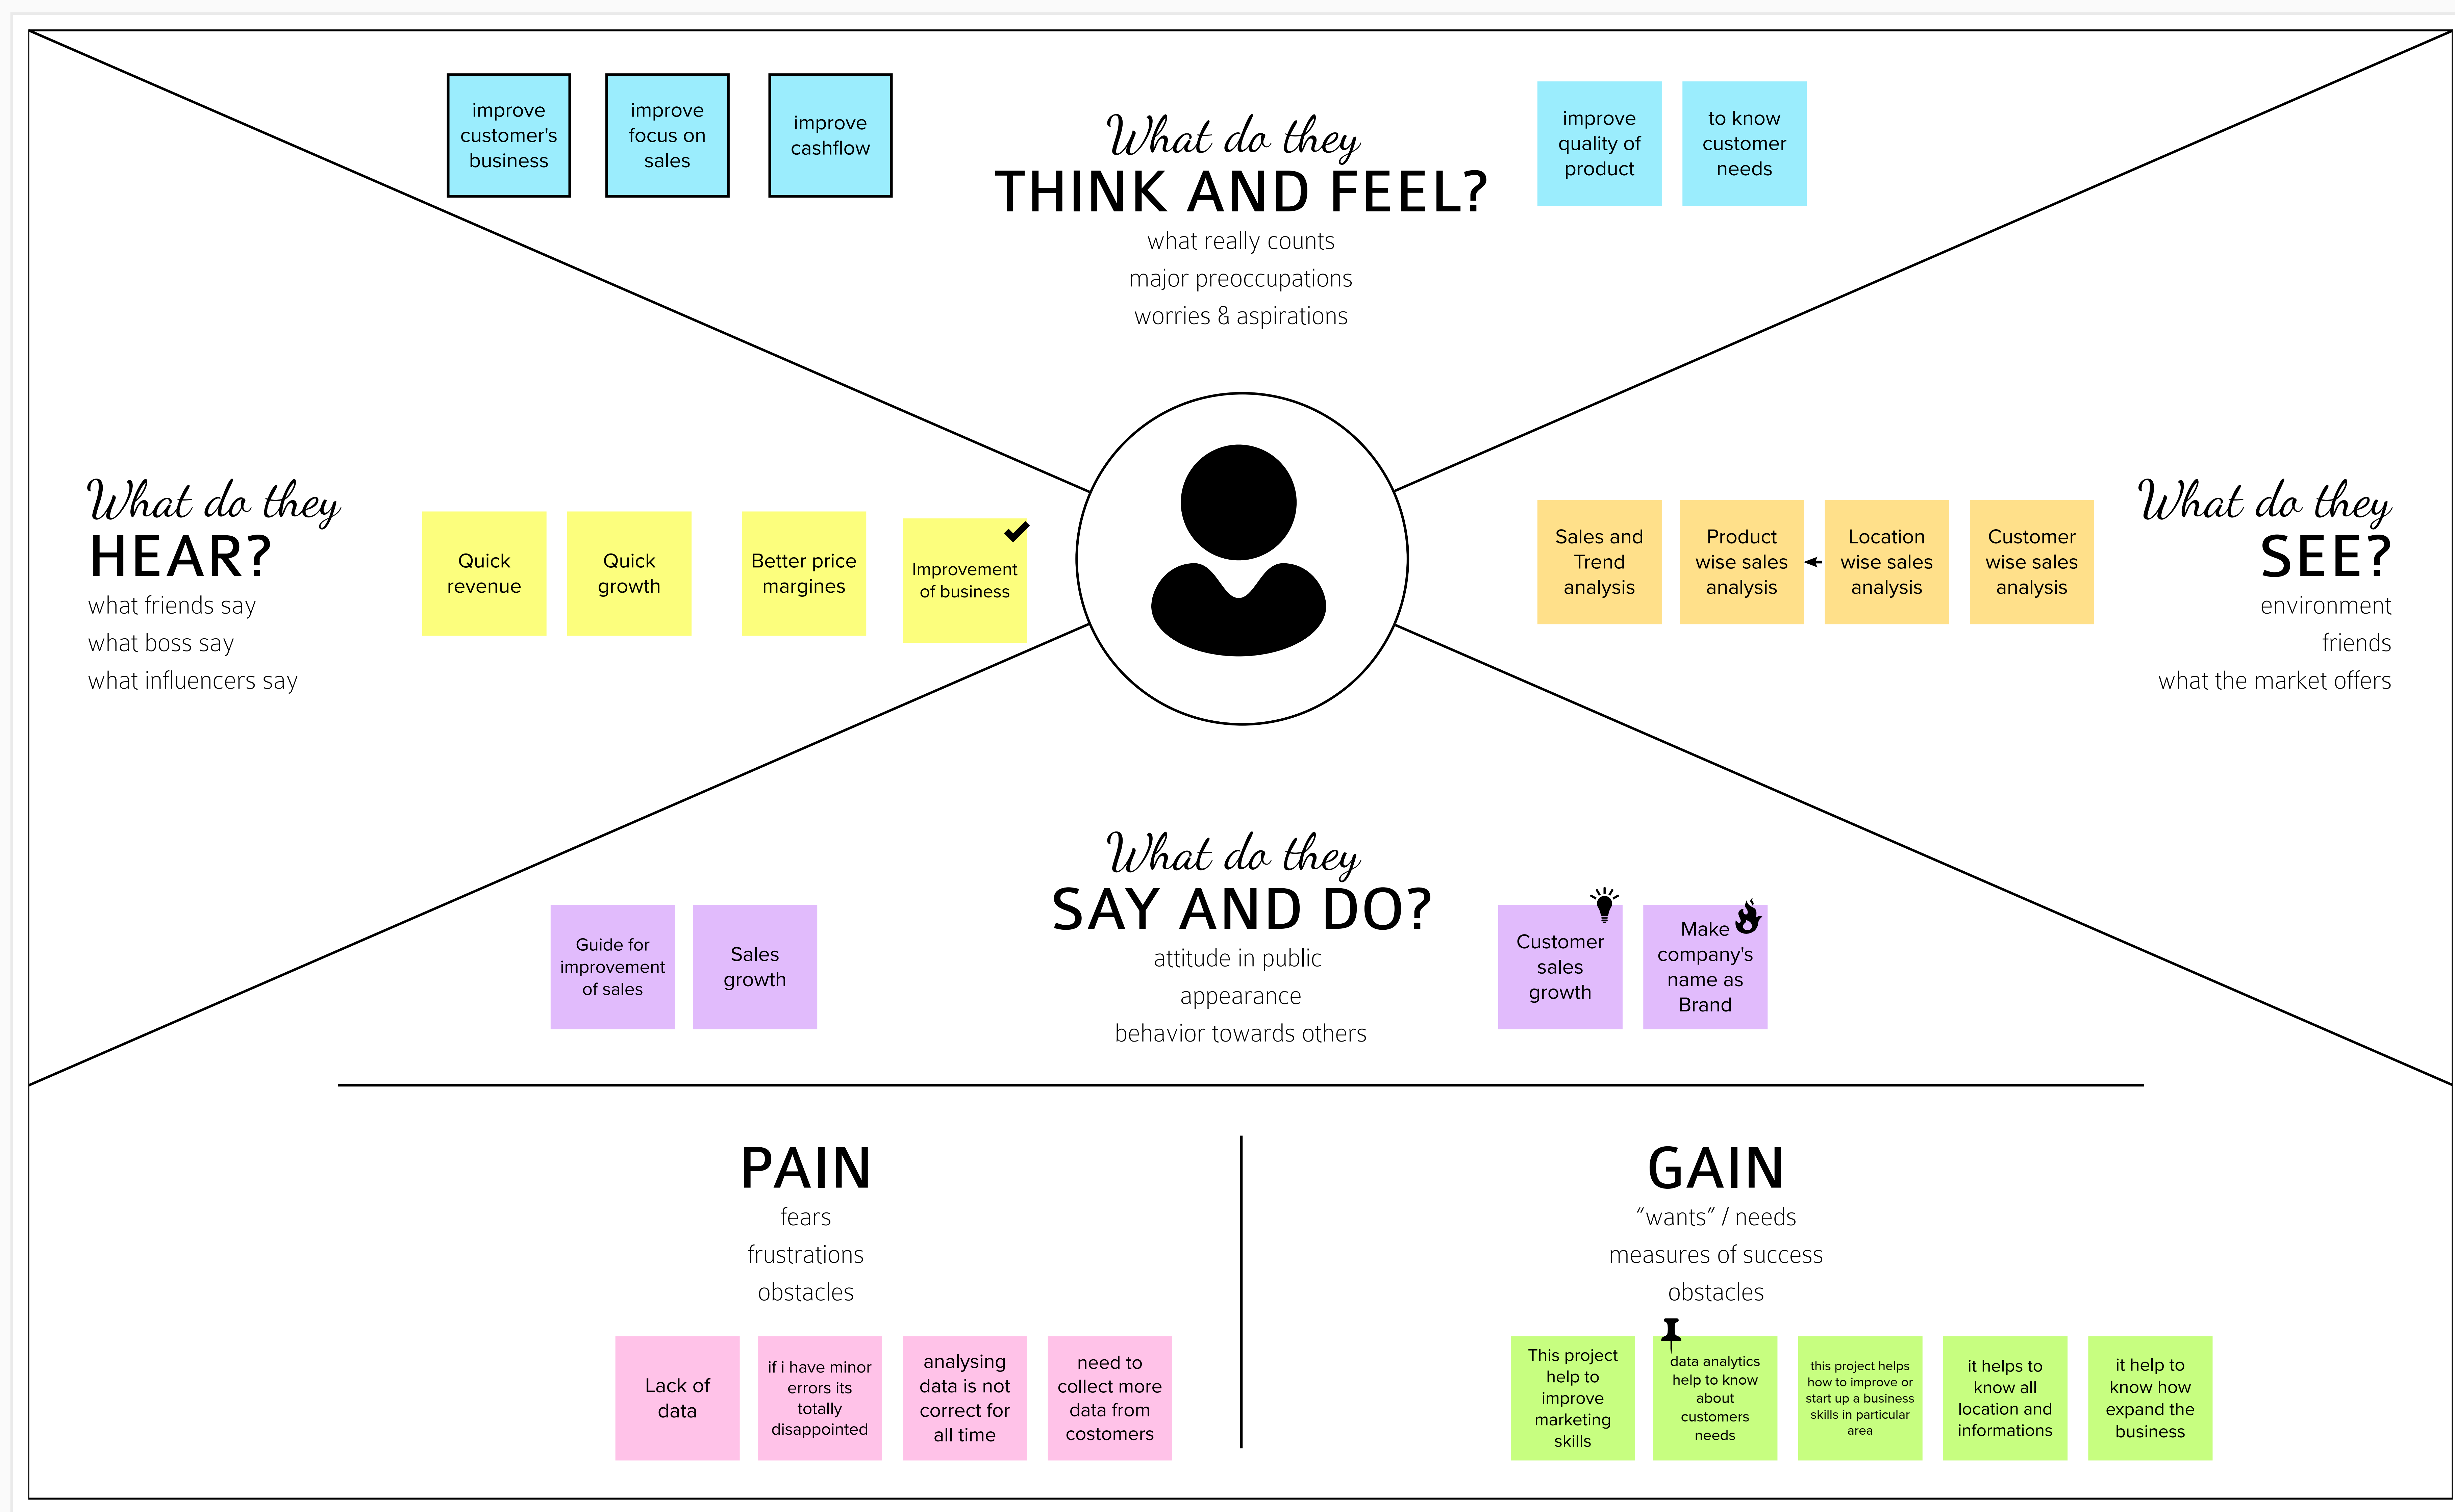 improve
customer's
business
improve
focus on
sales
improve
cashflow
What do they
THINK AND FEEL?
what really counts
major preoccupations
worries & aspirations
improve
quality of
product
to know
customer
needs
What do they
HEAR?
what friends say
what boss say
what influencers say
Quick
revenue
Quick
growth
Better price
margines
Improvement
of business
Sales and
Trend
analysis
Product
wise sales
analysis
Location
wise sales
analysis
Customer
wise sales
analysis
What do they
SEE?
environment
friends
what the market offers
Guide for
improvement
of sales
Sales
growth
What do they
SAY AND DO?
attitude in public
appearance
behavior towards others
Customer
sales
growth
Make
company's
name as
Brand
PAIN
fears
frustrations
obstacles
Lack of
data
if i have minor
errors its
totally
disappointed
analysing
data is not
correct for
all time
need to
collect more
data from
costomers
GAIN
“wants” / needs
measures of success
obstacles
This project
help to
improve
marketing
skills
data analytics
help to know
about
customers
needs
this project helps
how to improve or
start up a business
skills in particular
area
it helps to
know all
location and
informations
it help to
know how
expand the
business